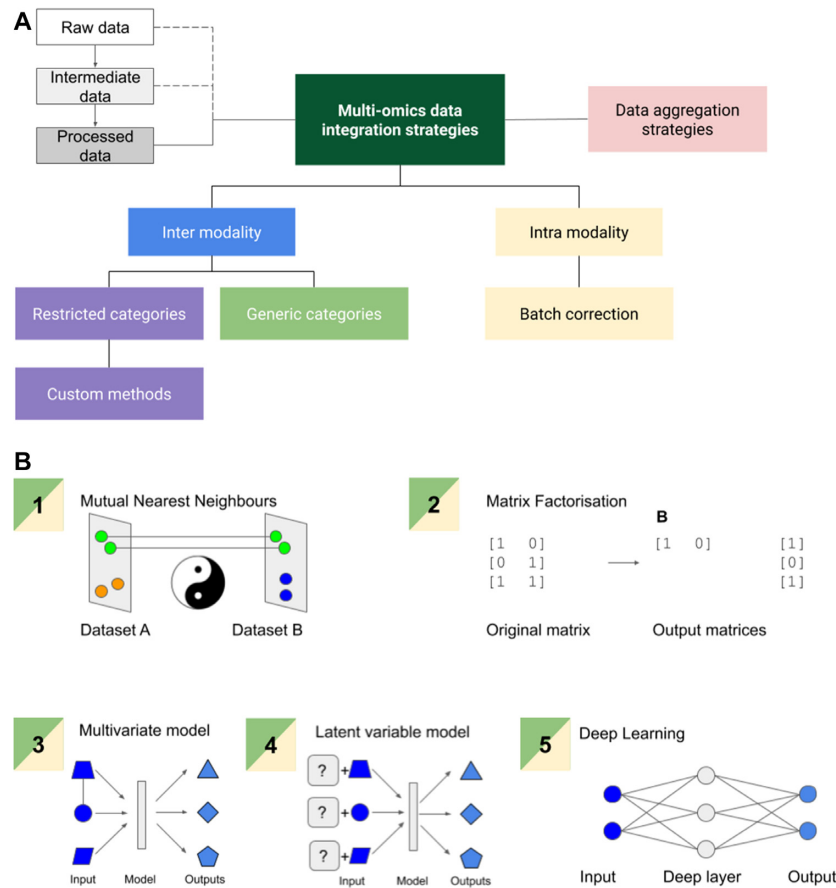 A
Raw data
Intermediate
data
Processed
data
Multi-omics data
integration strategies
Data aggregation
strategies
Inter modality
Intra modality
Restricted categories
Generic categories
Batch correction
Custom methods
B
1
Mutual Nearest Neighbours
Dataset A
Dataset B
2
Matrix Factorisation
B
[1 0]
[0 1]
[1 1]
[1 0]
[1]
[0]
[1]
Original matrix
Output matrices
3
Multivariate model
Input
Model
Outputs
4
Latent variable model
? +
? +
? +
Input
Model
Outputs
5
Deep Learning
Input
Deep layer
Output